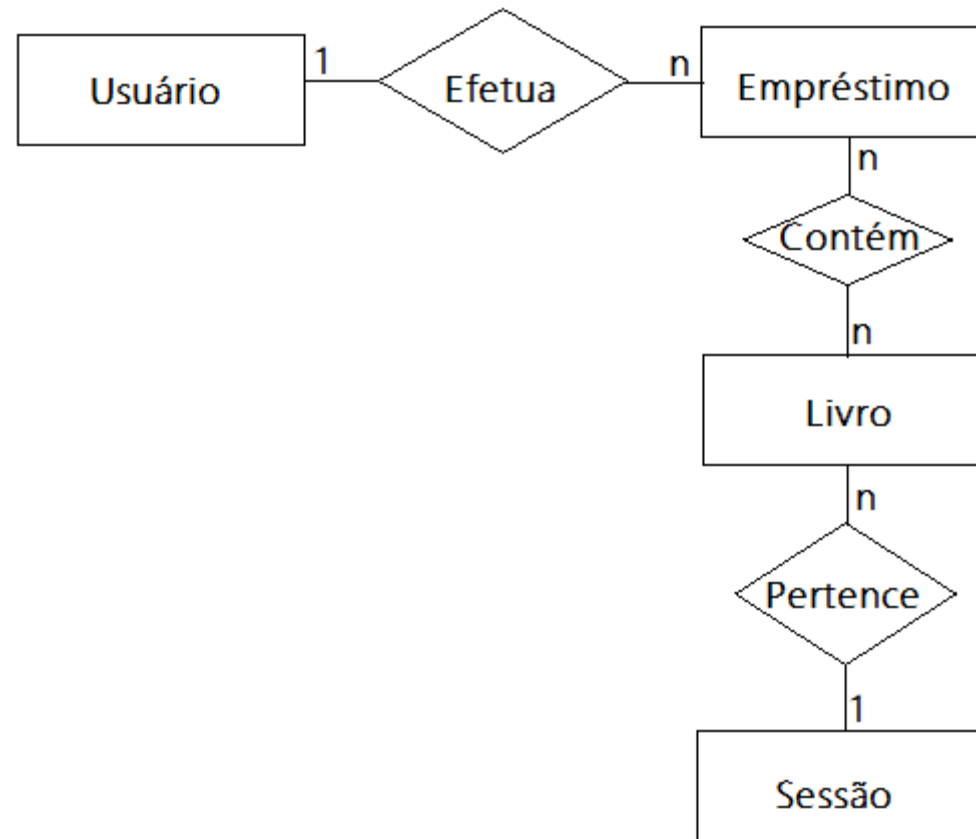 Usuário
1
Efetua
n
Empréstimo
n
Contém
n
Livro
n
Pertence
1
Sessão